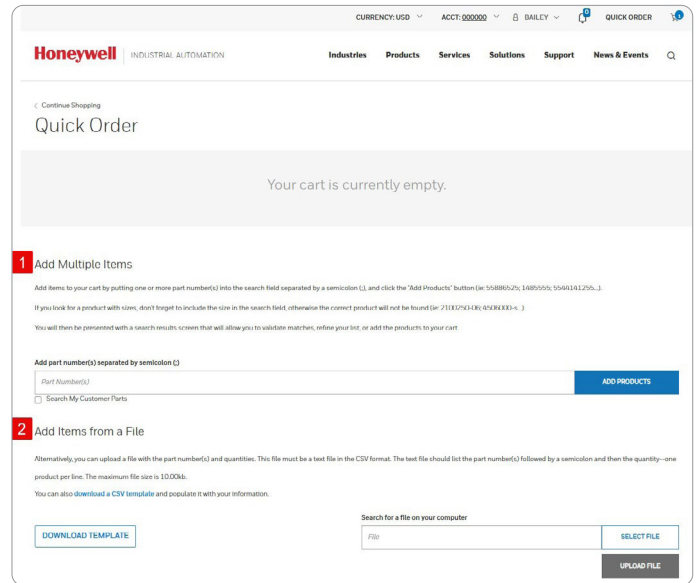 CURRENCY: USD ACCT: 000000 BAILEY 0 QUICK ORDER 1
Honeywell INDUSTRIAL AUTOMATION Industries Products Services Solutions Support News & Events
Continue Shopping
Quick Order
Your cart is currently empty.
1 Add Multiple Items
Add items to your cart by putting one or more part number(s) into the search field separated by a semicolon (;), and click the "Add Products" button (ie: 55886525; 1485555; 5544141255...).
If you look for a product with sizes, don't forget to include the size in the search field, otherwise the correct product will not be found (ie: 2100250-06; 4506000-s...)
You will then be presented with a search results screen that will allow you to validate matches, refine your list, or add the products to your cart
Add part number(s) separated by semicolon (;)
Part Number(s) ADD PRODUCTS
Search My Customer Parts
2 Add Items from a File
Alternatively, you can upload a file with the part number(s) and quantities. This file must be a text file in the CSV format. The text file should list the part number(s) followed by a semicolon and then the quantity—one
product per line. The maximum file size is 10.00kb.
You can also download a CSV template and populate it with your information.
Search for a file on your computer
DOWNLOAD TEMPLATE File SELECT FILE
UPLOAD FILE